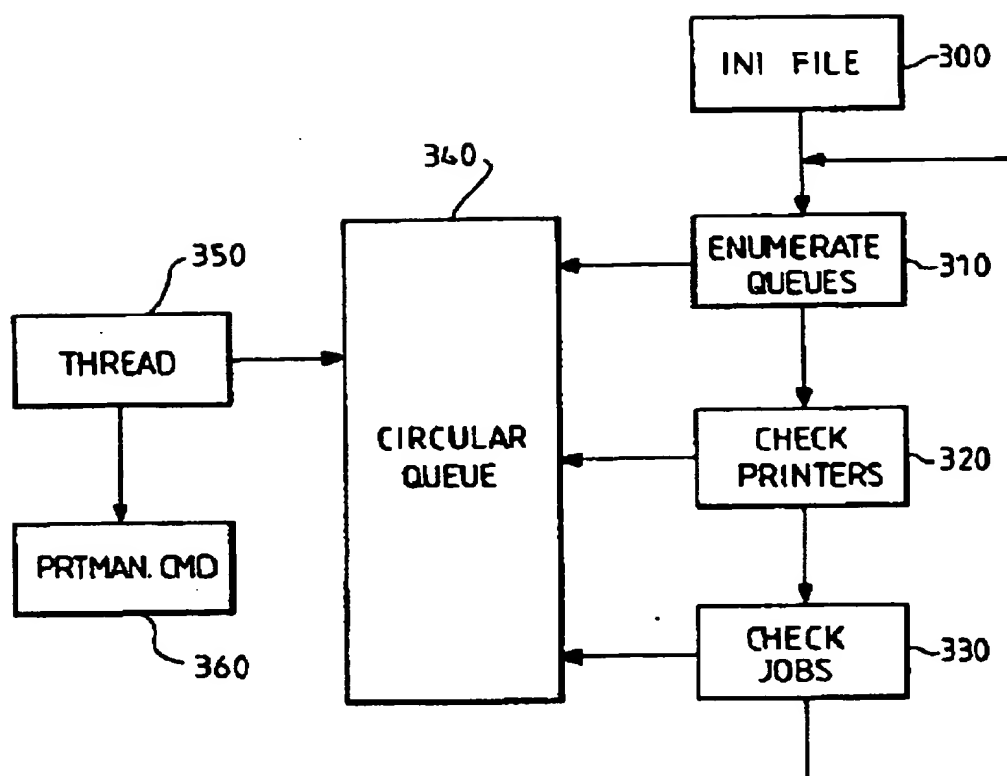 INI FILE
300
340
ENUMERATE
QUEUES
310
350
THREAD
CIRCULAR
QUEUE
CHECK
PRINTERS
320
PRTMAN. CMD
360
CHECK
JOBS
330